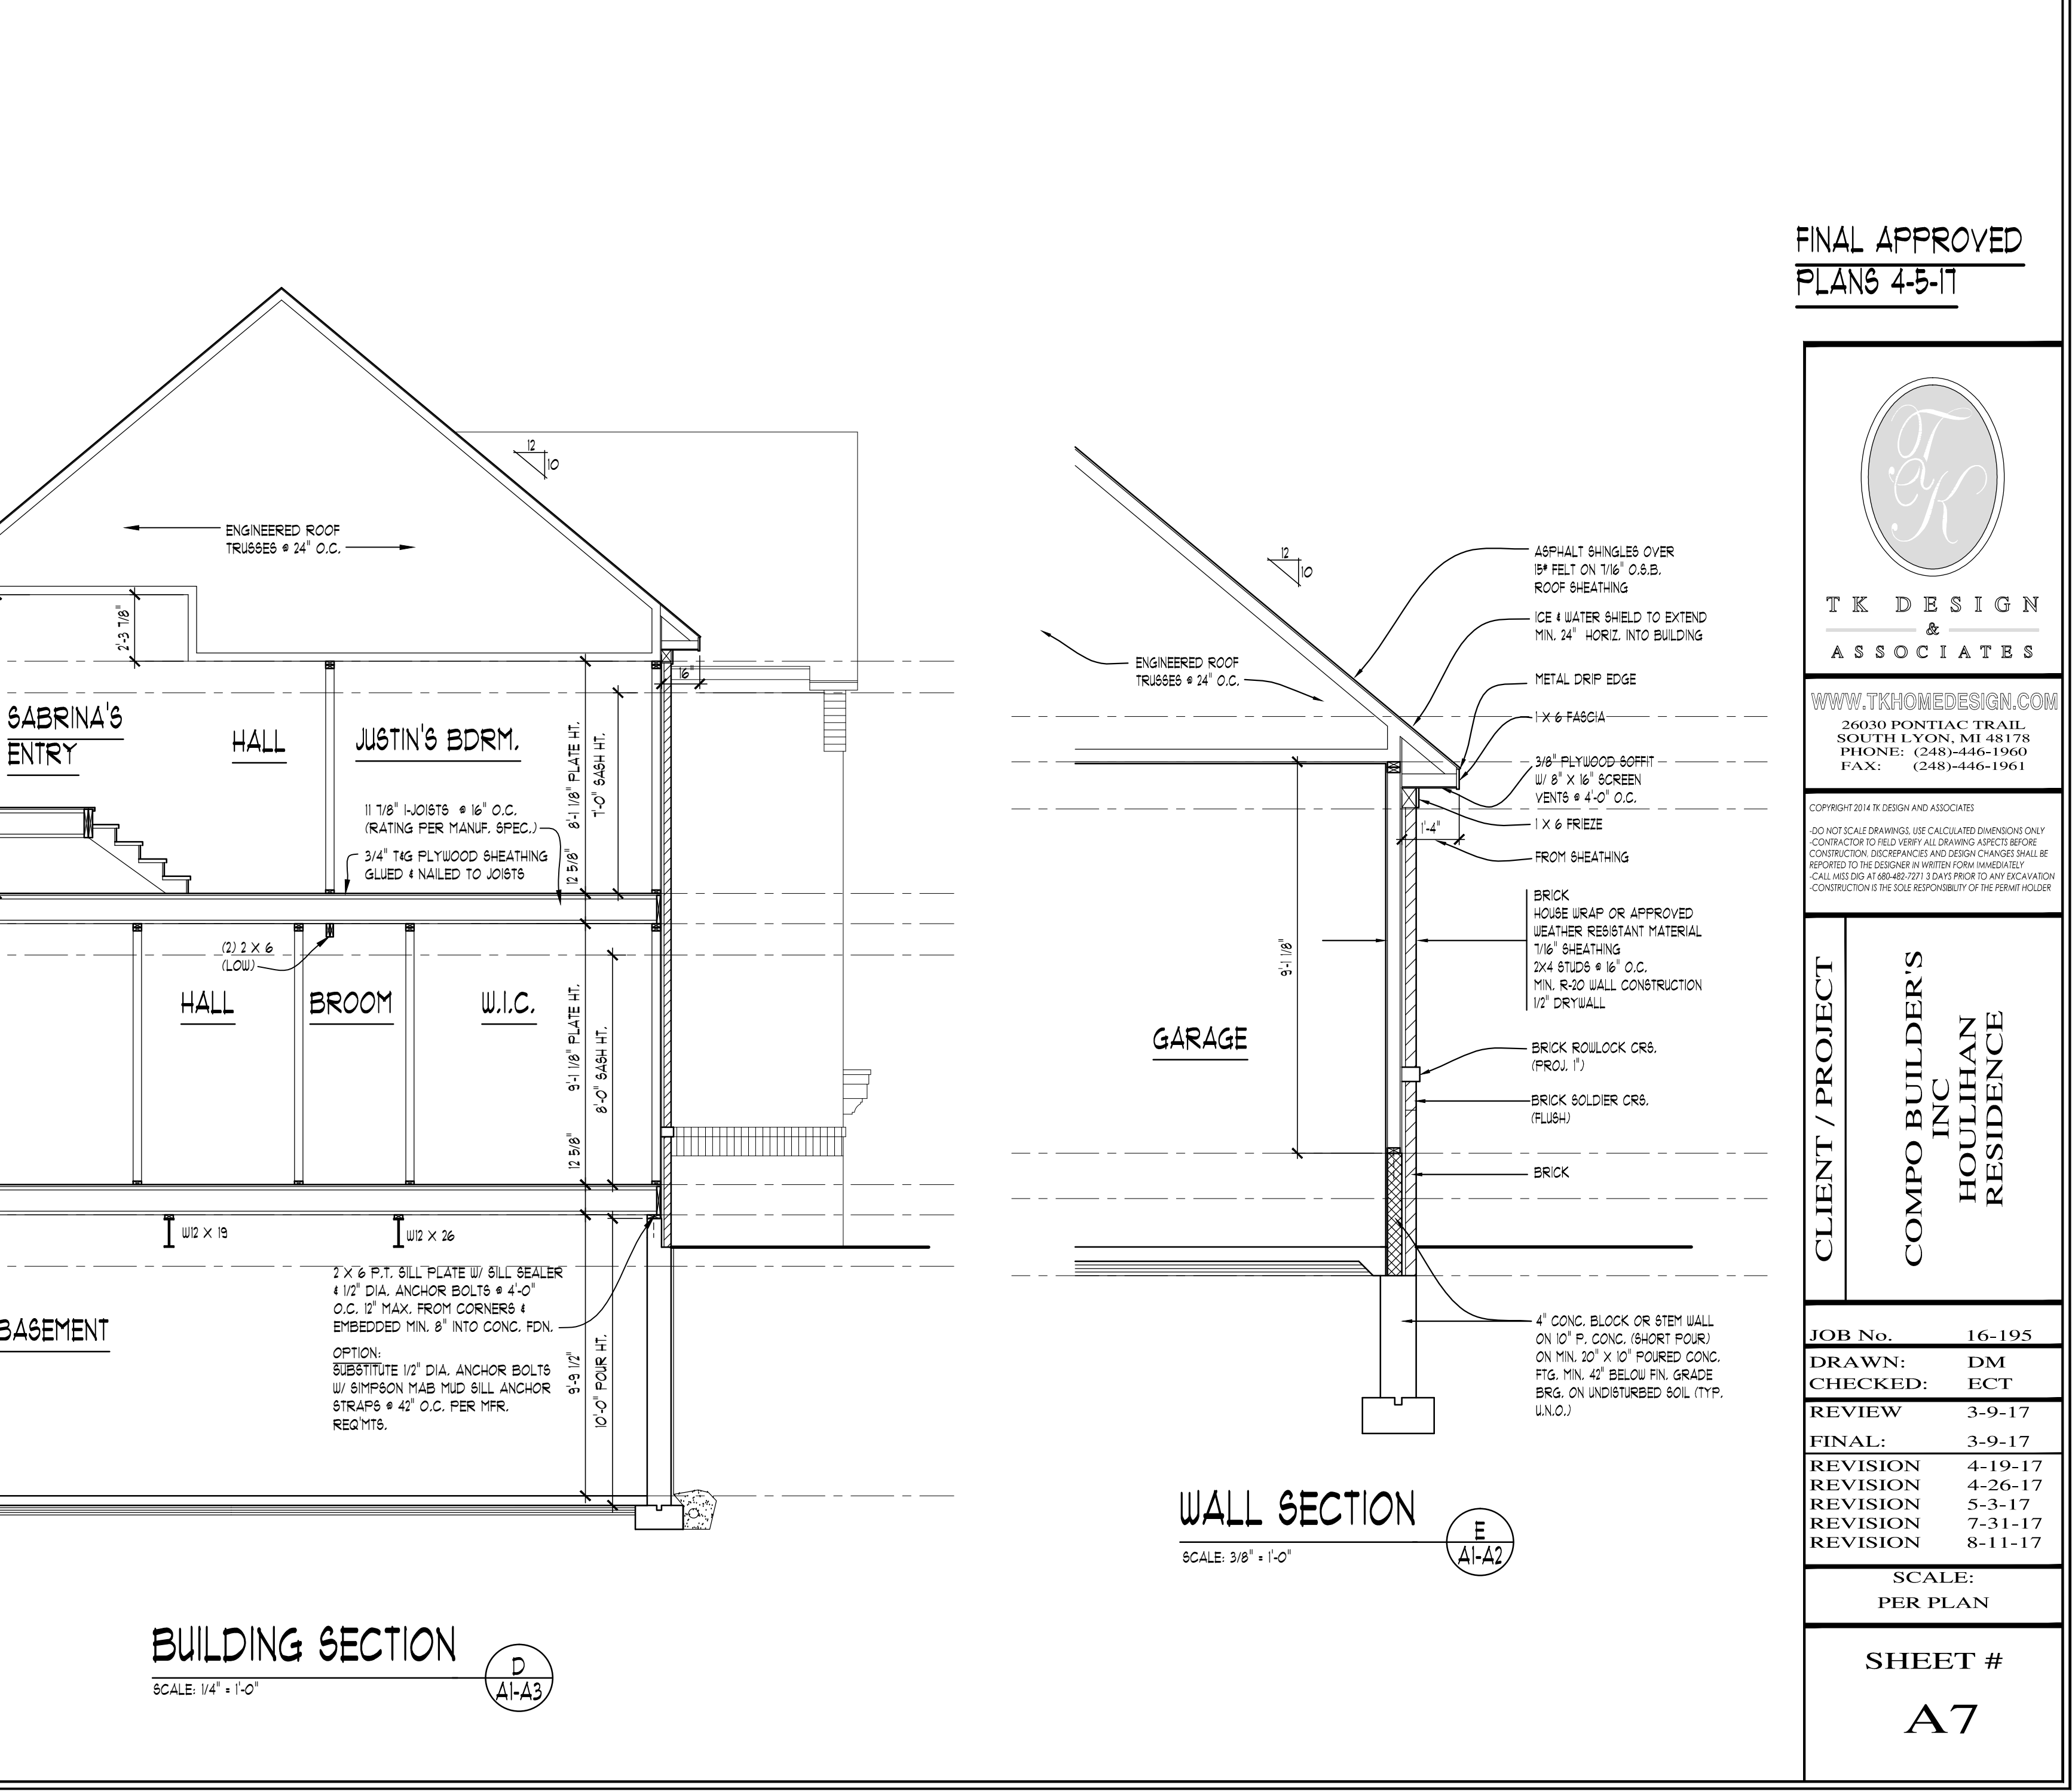 FINAL APPROVED
PLANS 4-5-17
12
10
ENGINEERED ROOF
TRUSSES @ 24" O.C.
2'-3 7/8"
16"
SABRINA'S
ENTRY
HALL
JUSTIN'S BDRM.
8'-1 1/8" PLATE HT.
7'-0" SASH HT.
11 7/8" I-JOISTS @ 16" O.C.
(RATING PER MANUF. SPEC.)
3/4" T&G PLYWOOD SHEATHING
GLUED & NAILED TO JOISTS
12 5/8"
(2) 2 X 6
(LOW)
HALL
BROOM
W.I.C.
9'-1 1/8" PLATE HT.
8'-0" SASH HT.
12 5/8"
W12 X 19
W12 X 26
2 X 6 P.T. SILL PLATE W/ SILL SEALER
& 1/2" DIA. ANCHOR BOLTS @ 4'-0"
O.C. 12" MAX. FROM CORNERS &
EMBEDDED MIN. 8" INTO CONC. FDN.
OPTION:
SUBSTITUTE 1/2" DIA. ANCHOR BOLTS
W/ SIMPSON MAB MUD SILL ANCHOR
STRAPS @ 42" O.C. PER MFR.
REQ'MTS.
BASEMENT
9'-9 1/2"
10'-0" POUR HT.
BUILDING SECTION
SCALE: 1/4" = 1'-0"
D
A1-A3
12
10
ENGINEERED ROOF
TRUSSES @ 24" O.C.
ASPHALT SHINGLES OVER
15# FELT ON 7/16" O.S.B.
ROOF SHEATHING
ICE & WATER SHIELD TO EXTEND
MIN. 24" HORIZ. INTO BUILDING
METAL DRIP EDGE
1 X 6 FASCIA
3/8" PLYWOOD SOFFIT
W/ 8" X 16" SCREEN
VENTS @ 4'-0" O.C.
1 X 6 FRIEZE
1'-4"
FROM SHEATHING
BRICK
HOUSE WRAP OR APPROVED
WEATHER RESISTANT MATERIAL
7/16" SHEATHING
2X4 STUDS @ 16" O.C.
MIN. R-20 WALL CONSTRUCTION
1/2" DRYWALL
9'-1 1/8"
GARAGE
BRICK ROWLOCK CRS.
(PROJ. 1")
BRICK SOLDIER CRS.
(FLUSH)
BRICK
4" CONC. BLOCK OR STEM WALL
ON 10" P. CONC. (SHORT POUR)
ON MIN. 20" X 10" POURED CONC.
FTG. MIN. 42" BELOW FIN. GRADE
BRG. ON UNDISTURBED SOIL (TYP.
U.N.O.)
WALL SECTION
SCALE: 3/8" = 1'-0"
E
A1-A2
T&K
TK DESIGN
&
ASSOCIATES
WWW.TKHOMEDESIGN.COM
26030 PONTIAC TRAIL
SOUTH LYON, MI 48178
PHONE: (248)-446-1960
FAX: (248)-446-1961
COPYRIGHT 2014 TK DESIGN AND ASSOCIATES
-DO NOT SCALE DRAWINGS, USE CALCULATED DIMENSIONS ONLY
-CONTRACTOR TO FIELD VERIFY ALL DRAWING ASPECTS BEFORE
CONSTRUCTION. DISCREPANCIES AND DESIGN CHANGES SHALL BE
REPORTED TO THE DESIGNER IN WRITTEN FORM IMMEDIATELY
-CALL MISS DIG AT 680-482-7271 3 DAYS PRIOR TO ANY EXCAVATION
-CONSTRUCTION IS THE SOLE RESPONSIBILITY OF THE PERMIT HOLDER
CLIENT / PROJECT
COMPO BUILDER'S
INC
HOULIHAN
RESIDENCE
JOB No. 16-195
DRAWN: DM
CHECKED: ECT
REVIEW 3-9-17
FINAL: 3-9-17
REVISION 4-19-17
REVISION 4-26-17
REVISION 5-3-17
REVISION 7-31-17
REVISION 8-11-17
SCALE:
PER PLAN
SHEET #
A7